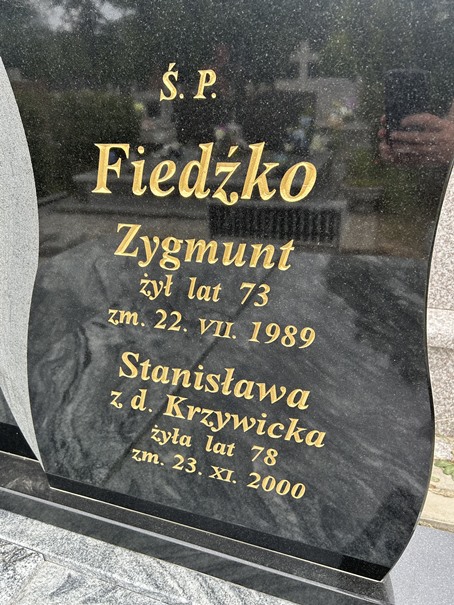 Ś. P.
Fiedźko
Zygmunt
żył lat 73
zm. 22. VII. 1989
Stanisława
z d. Krzywicka
żyła lat 78
zm. 23. XI. 2000